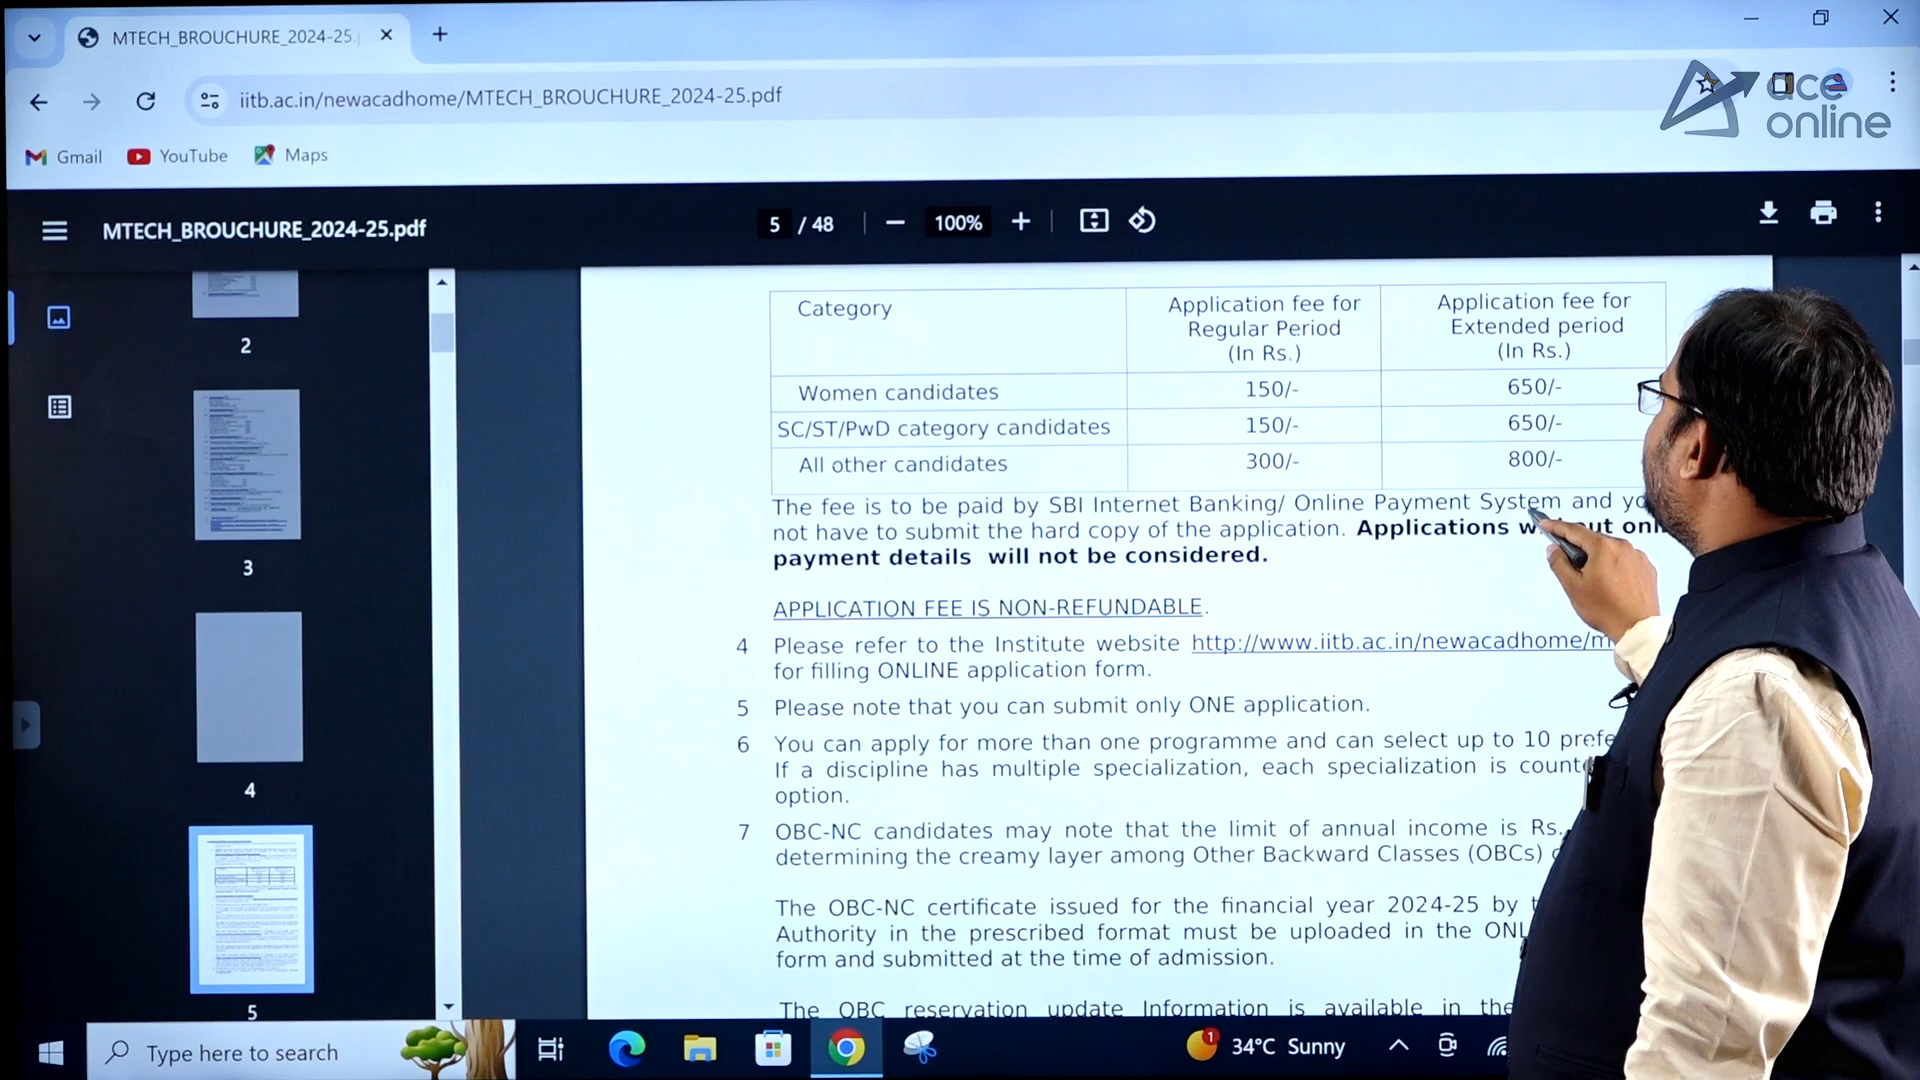 MTECH_BROUCHURE_2024-25.
iitb.ac.in/newacadhome/MTECH_BROUCHURE_2024-25.pdf
ace
online
Gmail
YouTube
Maps
MTECH_BROUCHURE_2024-25.pdf
5 / 48
100%
2
3
4
5
Category
Application fee for Regular Period (In Rs.)
Application fee for Extended period (In Rs.)
Women candidates 150/- 650/-
SC/ST/PwD category candidates 150/- 650/-
All other candidates 300/- 800/-
The fee is to be paid by SBI Internet Banking/ Online Payment System and
not have to submit the hard copy of the application. Applications
payment details will not be considered.
APPLICATION FEE IS NON-REFUNDABLE.
4 Please refer to the Institute website http://www.iitb.ac.in/newacadhome/m
for filling ONLINE application form.
5 Please note that you can submit only ONE application.
6 You can apply for more than one programme and can select up to 10
If a discipline has multiple specialization, each specialization is
option.
7 OBC-NC candidates may note that the limit of annual income is Rs.
determining the creamy layer among Other Backward Classes (OBCs)
The OBC-NC certificate issued for the financial year 2024-25 by
Authority in the prescribed format must be uploaded in the
form and submitted at the time of admission.
The OBC reservation update Information is available in the
Type here to search
1
34°C Sunny